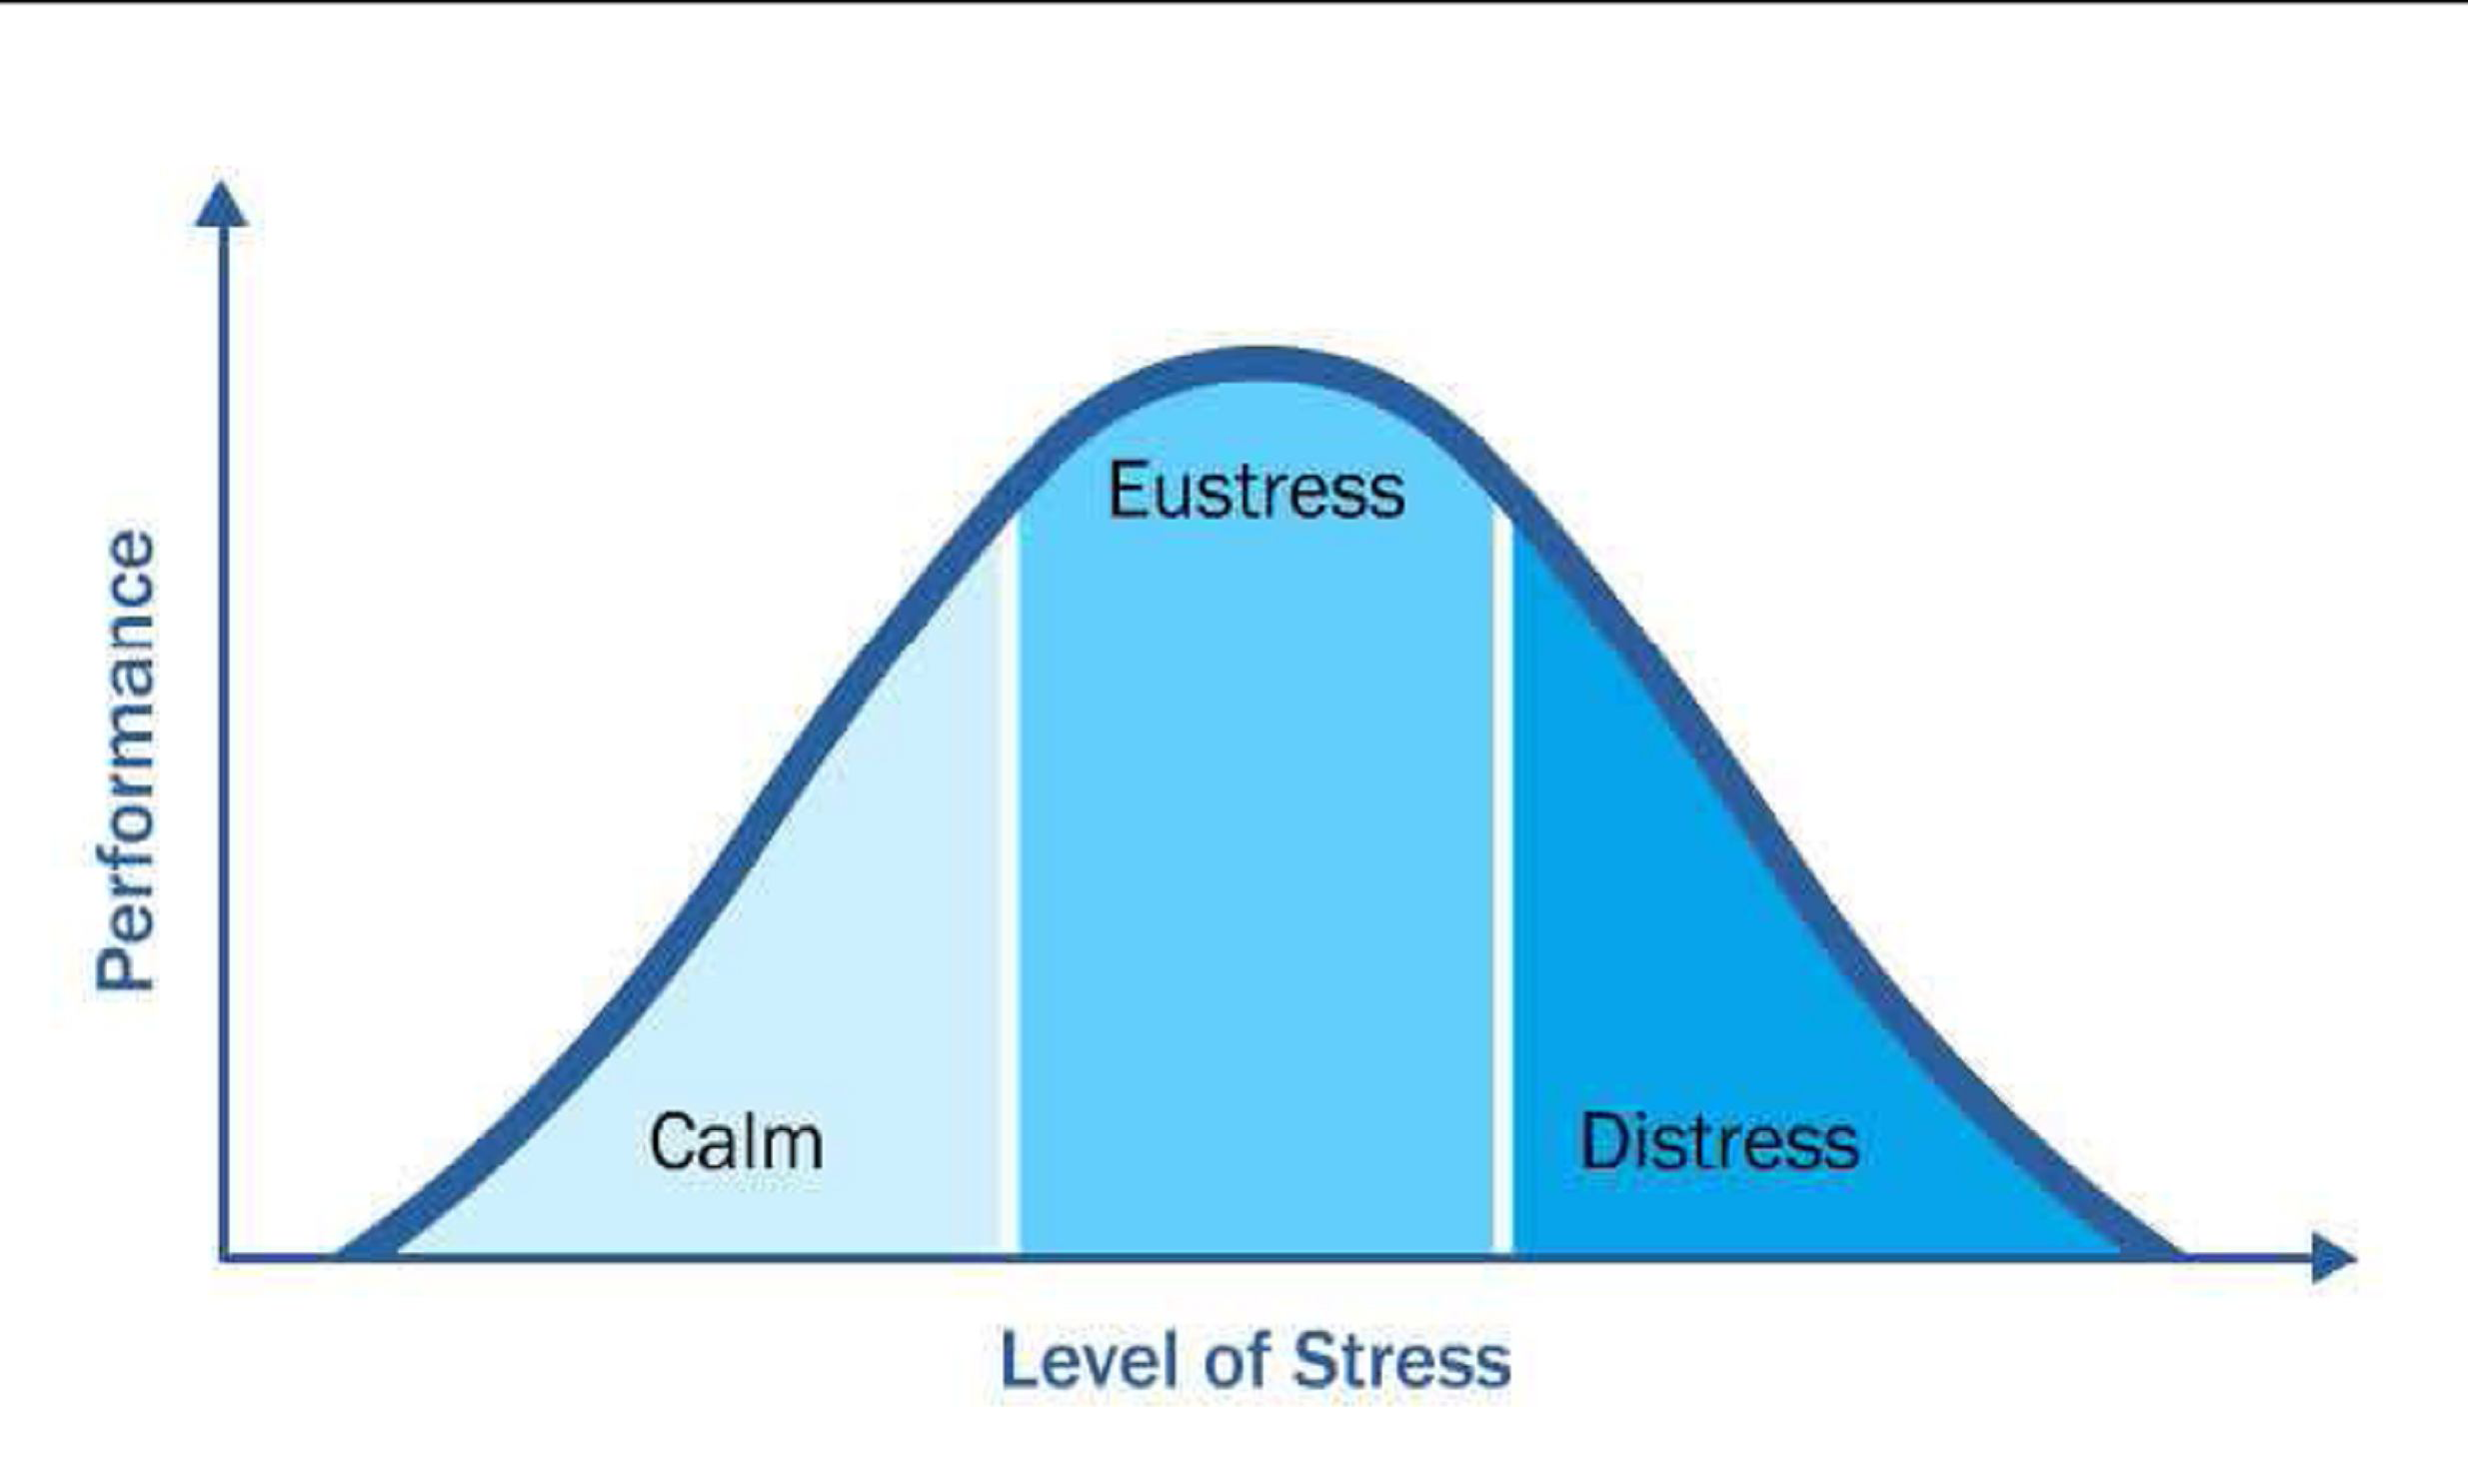 Performance
Eustress
Calm
Distress
Level of Stress